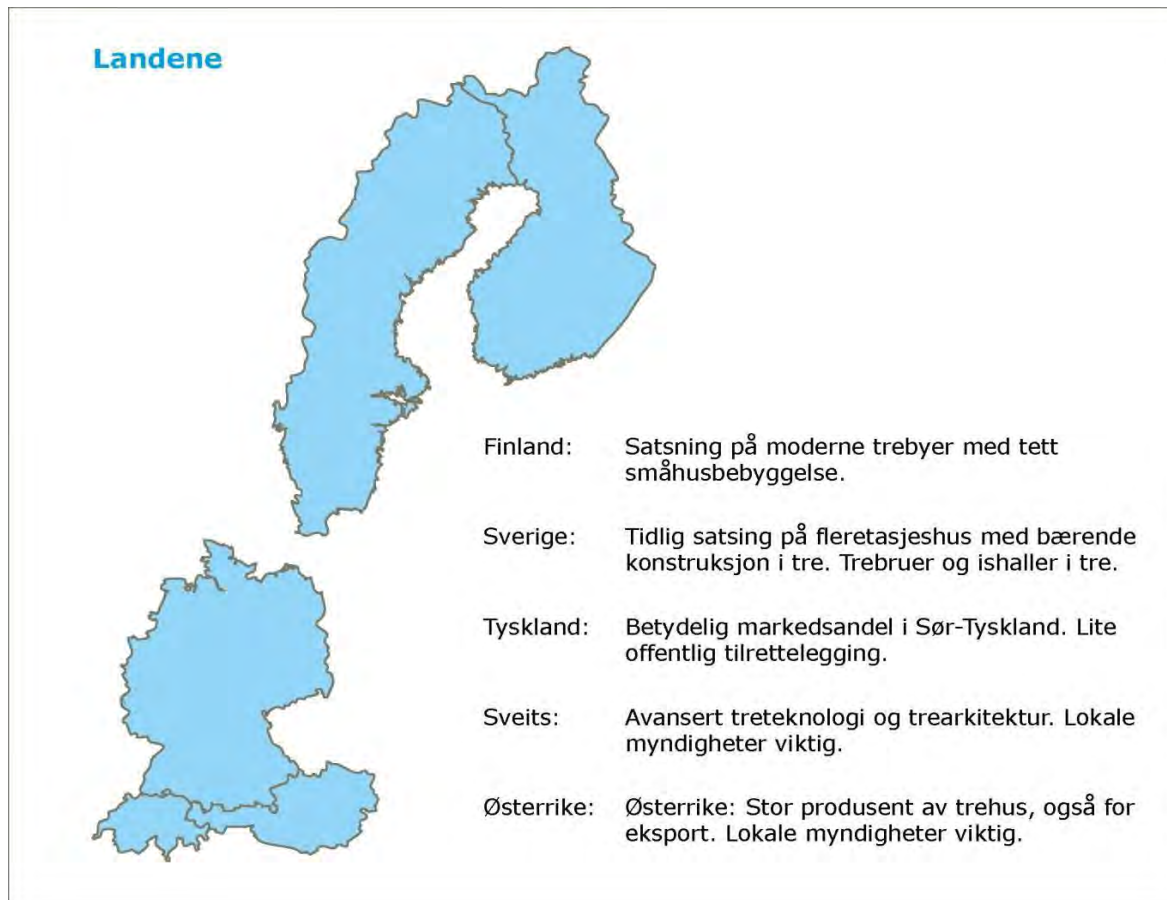 Landene
Finland: Satsning på moderne trebyer med tett
småhusbebyggelse.
Sverige: Tidlig satsing på fleretasjeshus med bærende
konstruksjon i tre. Trebruer og ishaller i tre.
Tyskland: Betydelig markedsandel i Sør-Tyskland. Lite
offentlig tilrettelegging.
Sveits: Avansert treteknologi og trearkitektur. Lokale
myndigheter viktig.
Østerrike: Østerrike: Stor produsent av trehus, også for
eksport. Lokale myndigheter viktig.